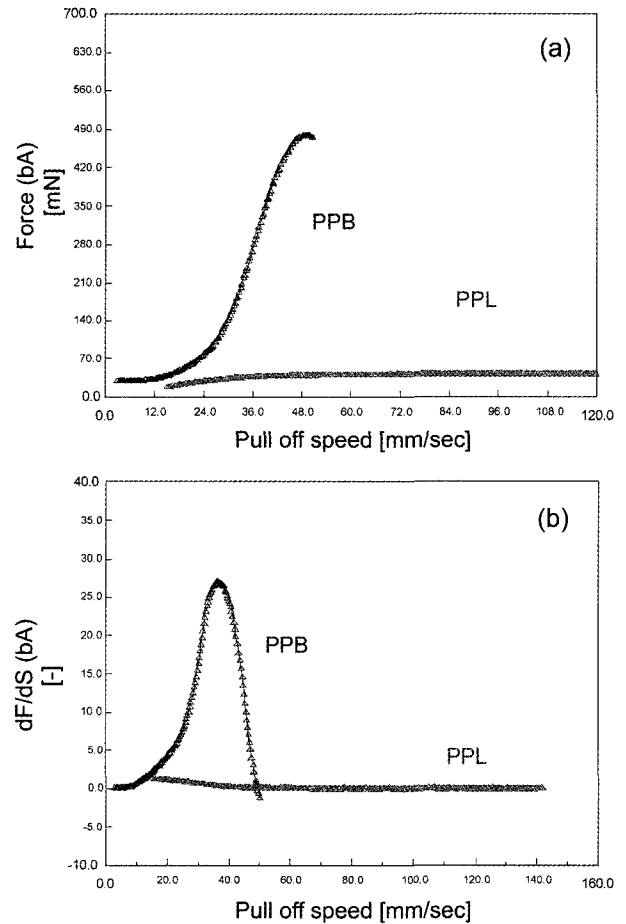 700.0
630.0
560.0
490.0
420.0
350.0
280.0
210.0
140.0
70.0
0.0
Force (bA)
[mN]
(a)
PPB
PPL
0.0 12.0 24.0 36.0 48.0 60.0 72.0 84.0 96.0 108.0 120.0
Pull off speed [mm/sec]
40.0
35.0
30.0
25.0
20.0
15.0
10.0
5.0
0.0
-5.0
-10.0
dF/dS (bA)
[-]
(b)
PPB
PPL
0.0 20.0 40.0 60.0 80.0 100.0 120.0 140.0 160.0
Pull off speed [mm/sec]